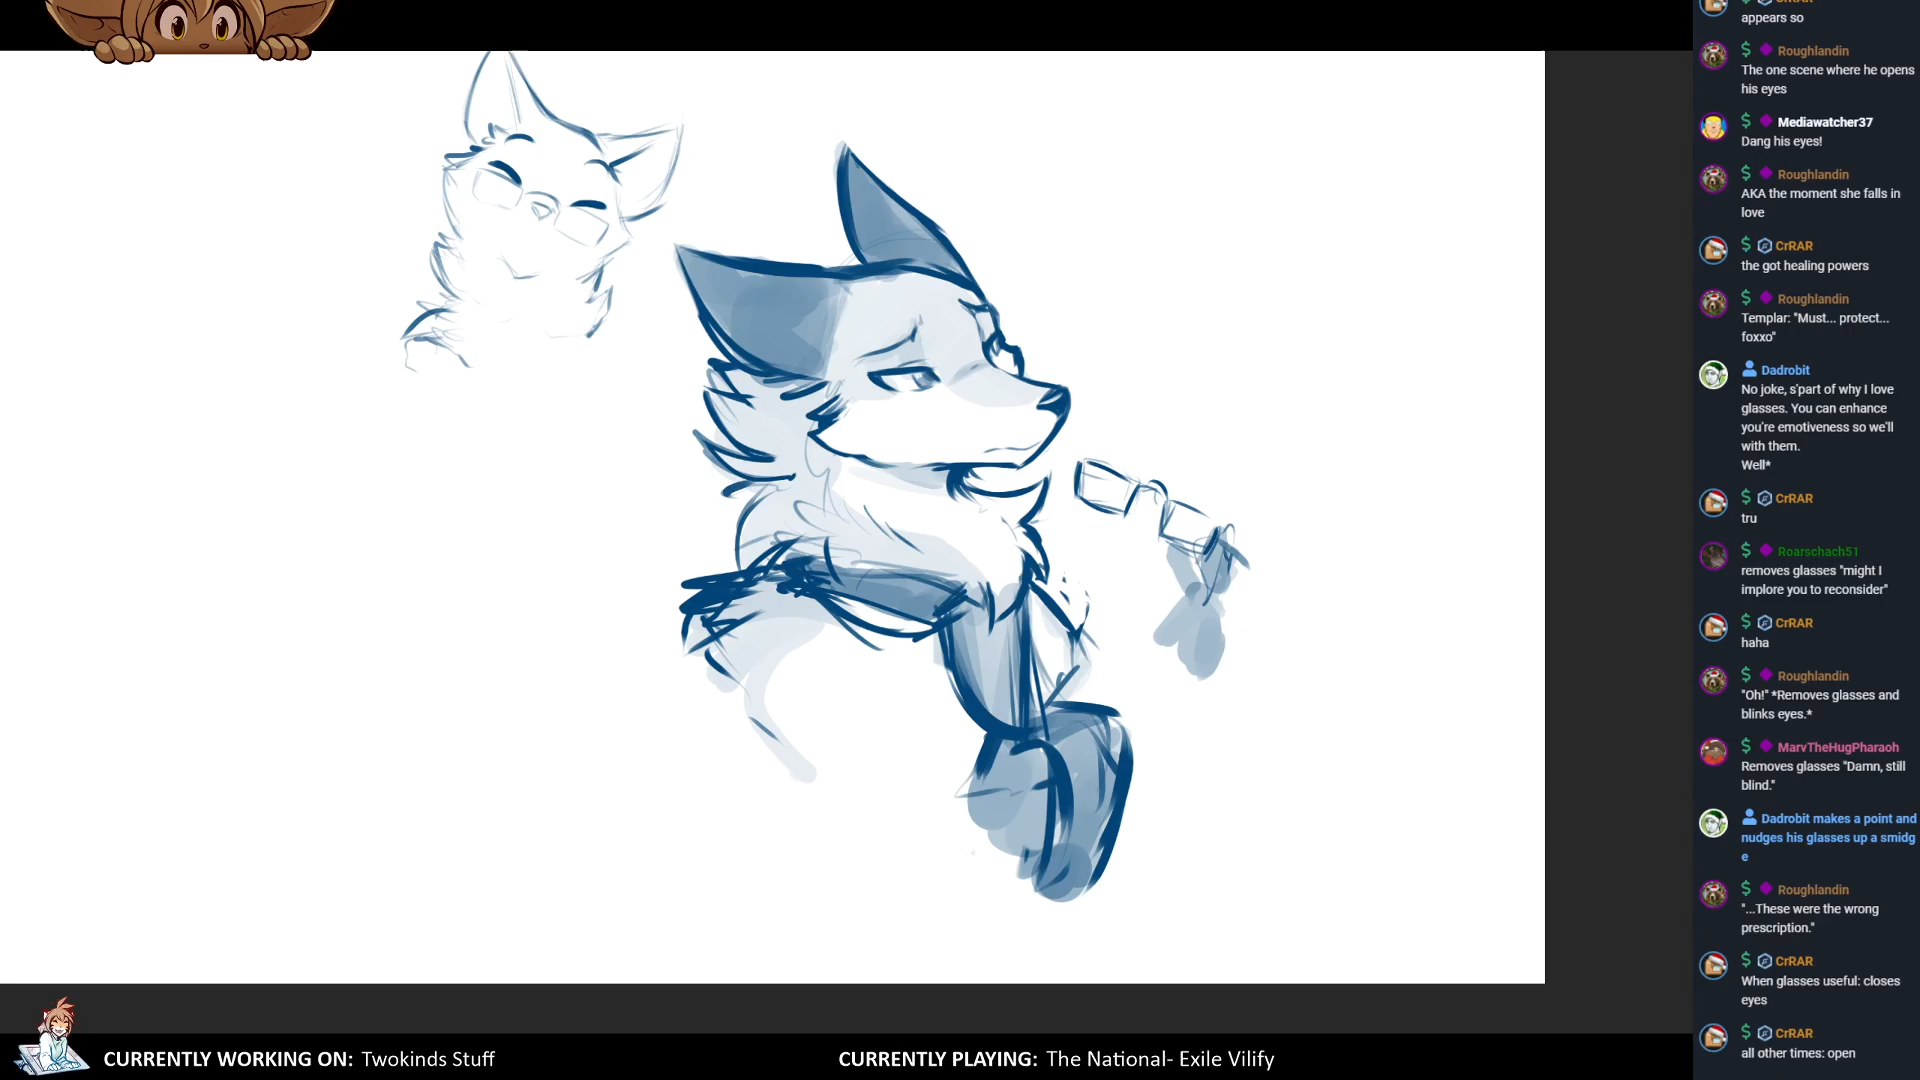 CrRAR
appears so
Roughlandin
The one scene where he opens
his eyes
Mediawatcher37
Dang his eyes!
Roughlandin
AKA the moment she falls in
love
CrRAR
the got healing powers
Roughlandin
Templar: "Must... protect...
foxxo"
Dadrobit
No joke, s'part of why I love
glasses. You can enhance
you're emotiveness so we'll
with them.
Well*
CrRAR
tru
Roarschach51
removes glasses "might I
implore you to reconsider"
CrRAR
haha
Roughlandin
"Oh!" *Removes glasses and
blinks eyes.*
MarvTheHugPharaoh
Removes glasses "Damn, still
blind."
Dadrobit makes a point and
nudges his glasses up a smidg
e
Roughlandin
"...These were the wrong
prescription."
CrRAR
When glasses useful: closes
eyes
CrRAR
all other times: open
CURRENTLY WORKING ON: Twokinds Stuff
CURRENTLY PLAYING: The National- Exile Vilify